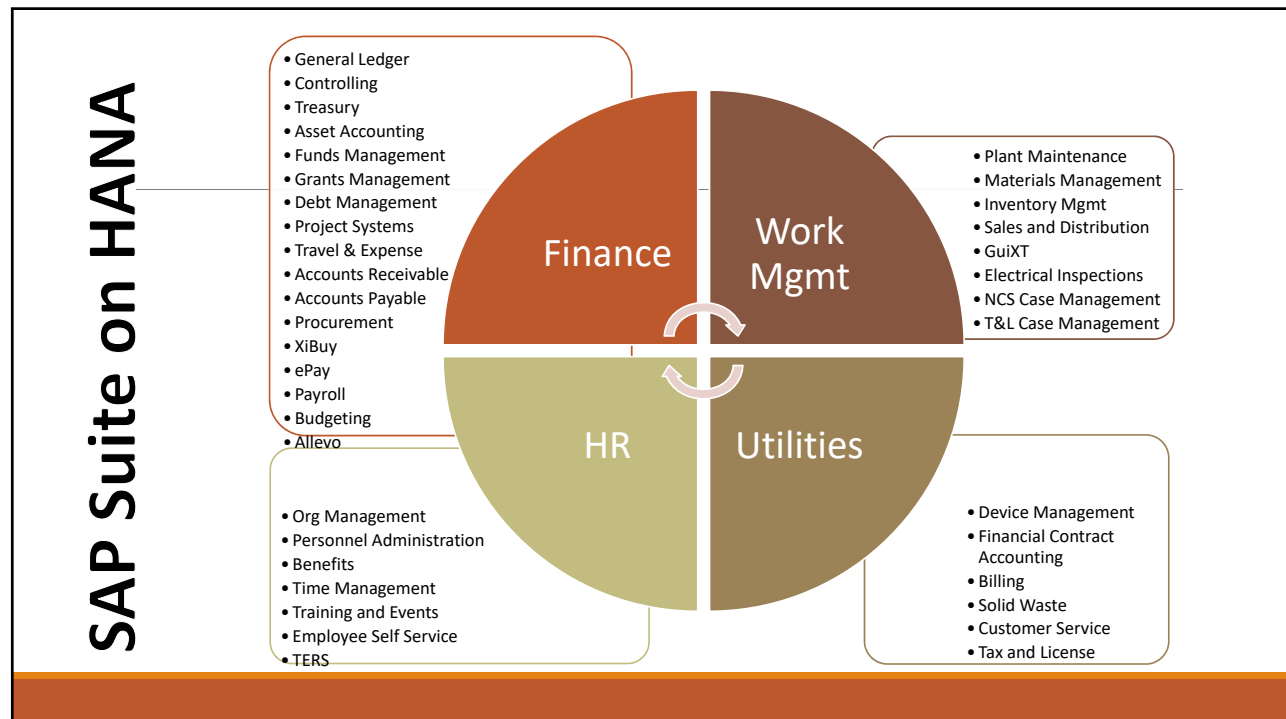 SAP Suite on HANA
• General Ledger
• Controlling
• Treasury
• Asset Accounting
• Funds Management
• Grants Management
• Debt Management
• Project Systems
• Travel & Expense
• Accounts Receivable
• Accounts Payable
• Procurement
• XiBuy
• ePay
• Payroll
• Budgeting
• Allevo
Finance
Work
Mgmt
• Plant Maintenance
• Materials Management
• Inventory Mgmt
• Sales and Distribution
• GuiXT
• Electrical Inspections
• NCS Case Management
• T&L Case Management
HR
• Org Management
• Personnel Administration
• Benefits
• Time Management
• Training and Events
• Employee Self Service
• TERS
Utilities
• Device Management
• Financial Contract
Accounting
• Billing
• Solid Waste
• Customer Service
• Tax and License